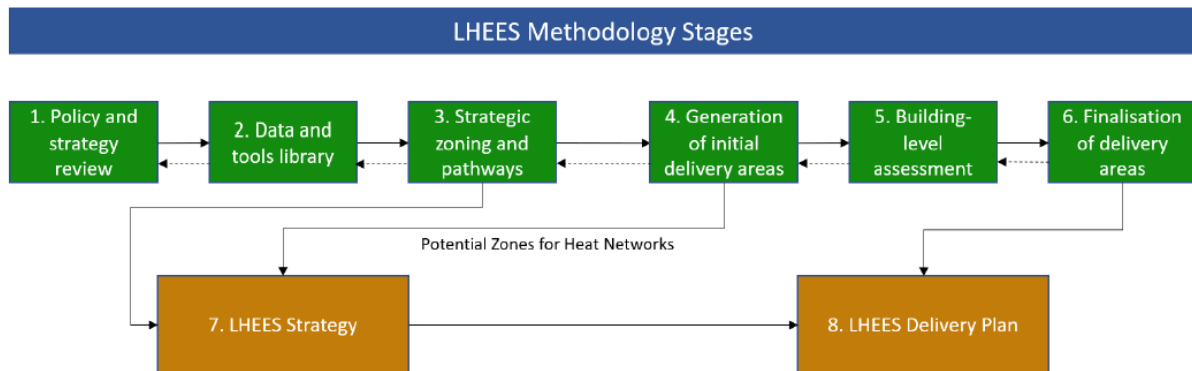 LHEES Methodology Stages
1. Policy and
strategy
review
2. Data and
tools library
3. Strategic
zoning and
pathways
4. Generation
of initial
delivery areas
5. Building-
level
assessment
6. Finalisation
of delivery
areas
Potential Zones for Heat Networks
7. LHEES Strategy
8. LHEES Delivery Plan